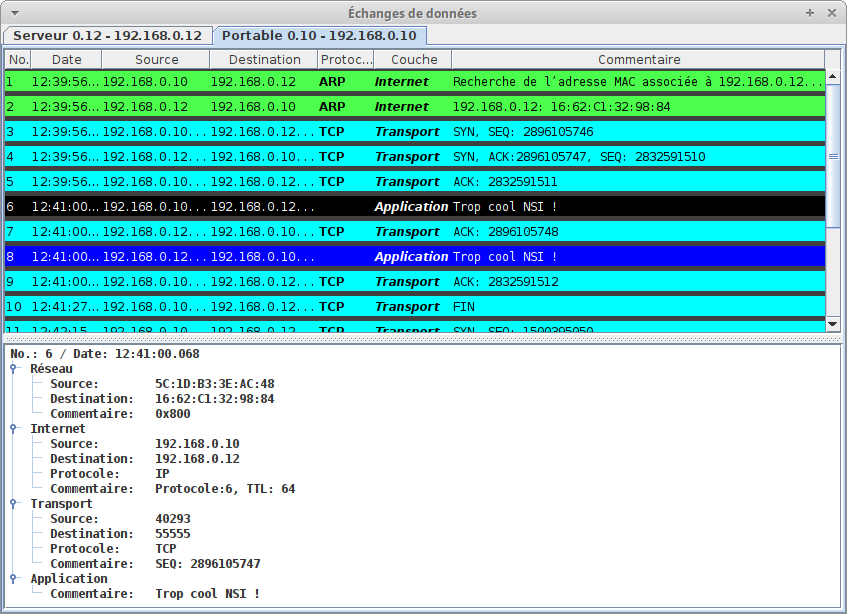 Échanges de données
Serveur 0.12 - 192.168.0.12 Portable 0.10 - 192.168.0.10
No. Date Source Destination Protoc... Couche Commentaire
1 12:39:56... 192.168.0.10 192.168.0.12 ARP Internet Recherche de l'adresse MAC associée à 192.168.0.12...
2 12:39:56... 192.168.0.12 192.168.0.10 ARP Internet 192.168.0.12: 16:62:C1:32:98:84
3 12:39:56... 192.168.0.10... 192.168.0.12... TCP Transport SYN, SEQ: 2896105746
4 12:39:56... 192.168.0.12... 192.168.0.10... TCP Transport SYN, ACK:2896105747, SEQ: 2832591510
5 12:39:56... 192.168.0.10... 192.168.0.12... TCP Transport ACK: 2832591511
6 12:41:00... 192.168.0.10... 192.168.0.12... Application Trop cool NSI !
7 12:41:00... 192.168.0.12... 192.168.0.10... TCP Transport ACK: 2896105748
8 12:41:00... 192.168.0.12... 192.168.0.10... Application Trop cool NSI !
9 12:41:00... 192.168.0.10... 192.168.0.12... TCP Transport ACK: 2832591512
10 12:41:27... 192.168.0.10... 192.168.0.12... TCP Transport FIN
11 12:42:15... 192.168.0.10... 192.168.0.12... TCP Transport SYN, SEQ: 1500395050
No.: 6 / Date: 12:41:00.068
Réseau
Source: 5C:1D:B3:3E:AC:48
Destination: 16:62:C1:32:98:84
Commentaire: 0x800
Internet
Source: 192.168.0.10
Destination: 192.168.0.12
Protocole: IP
Commentaire: Protocole:6, TTL: 64
Transport
Source: 40293
Destination: 55555
Protocole: TCP
Commentaire: SEQ: 2896105747
Application
Commentaire: Trop cool NSI !